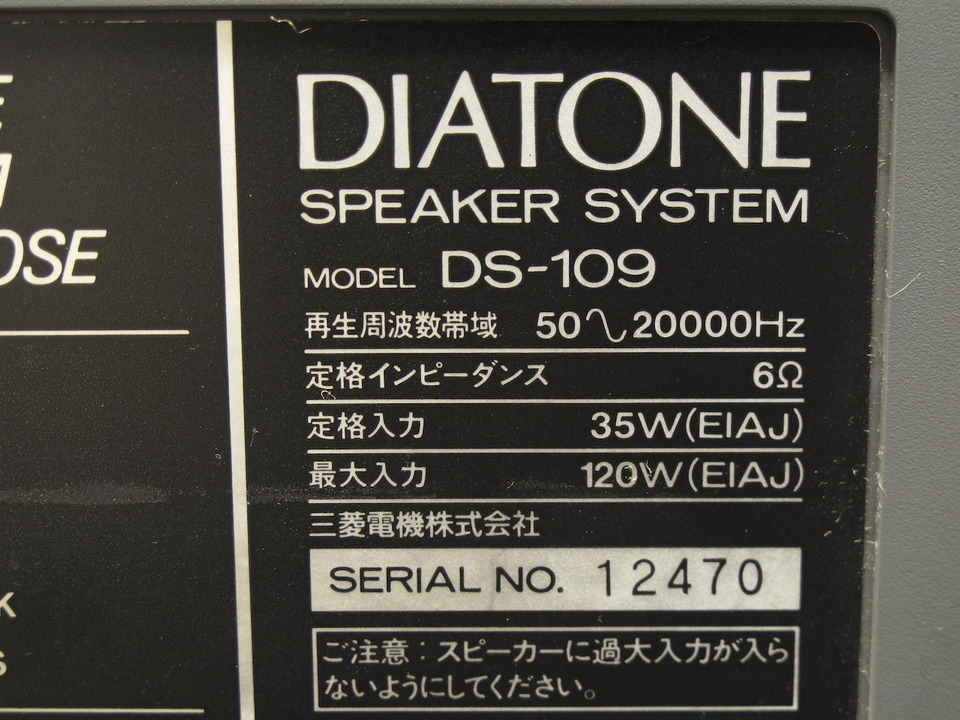 DIATONE
SPEAKER SYSTEM
MODEL DS-109
再生周波数帯域 50∿20000Hz
定格インピーダンス 6Ω
定格入力 35W(EIAJ)
最大入力 120W(EIAJ)
三菱電機株式会社
SERIAL NO. 12470
ご注意：スピーカーに過大入力が入ら
ないようにしてください。